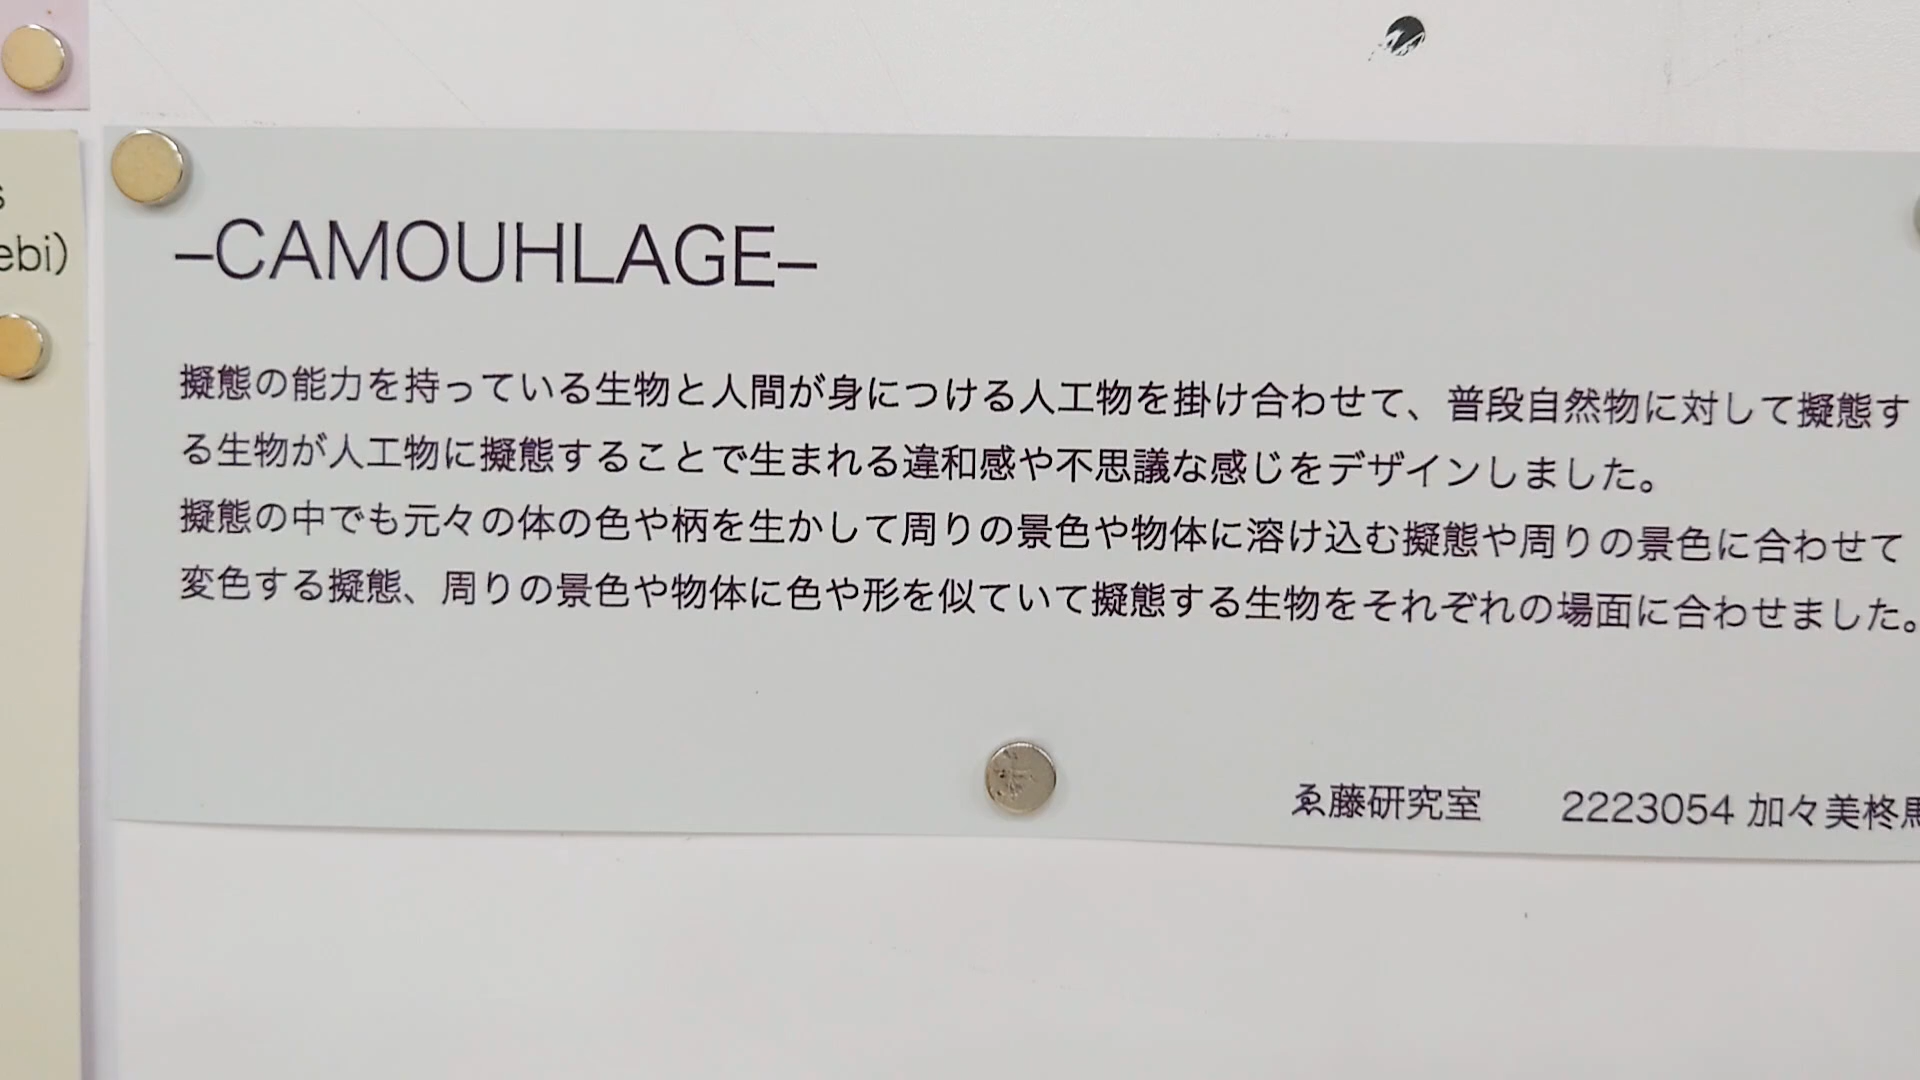 ebi)
–CAMOUHLAGE–
擬態の能力を持っている生物と人間が身につける人工物を掛け合わせて、普段自然物に対して擬態す
る生物が人工物に擬態することで生まれる違和感や不思議な感じをデザインしました。
擬態の中でも元々の体の色や柄を生かして周りの景色や物体に溶け込む擬態や周りの景色に合わせて
変色する擬態、周りの景色や物体に色や形を似ていて擬態する生物をそれぞれの場面に合わせました。
ゑ藤研究室 2223054 加々美柊